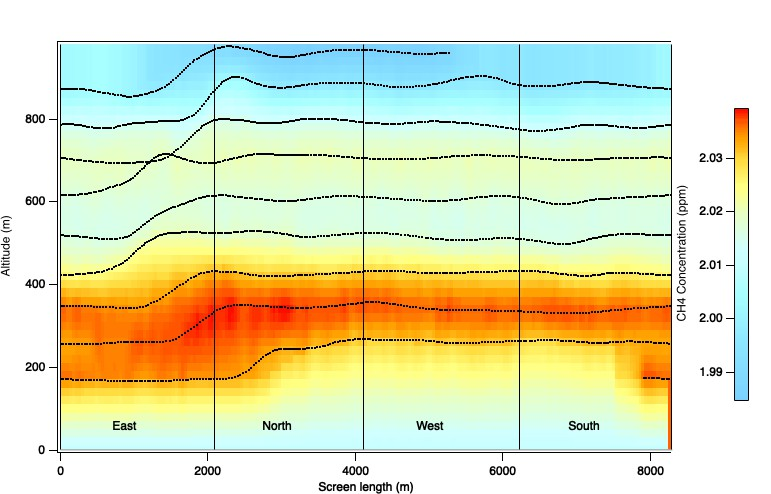 800
600
400
200
0
Altitude (m)
East North West South
0 2000 4000 6000 8000
Screen length (m)
2.03
2.02
2.01
2.00
1.99
CH4 Concentration (ppm)